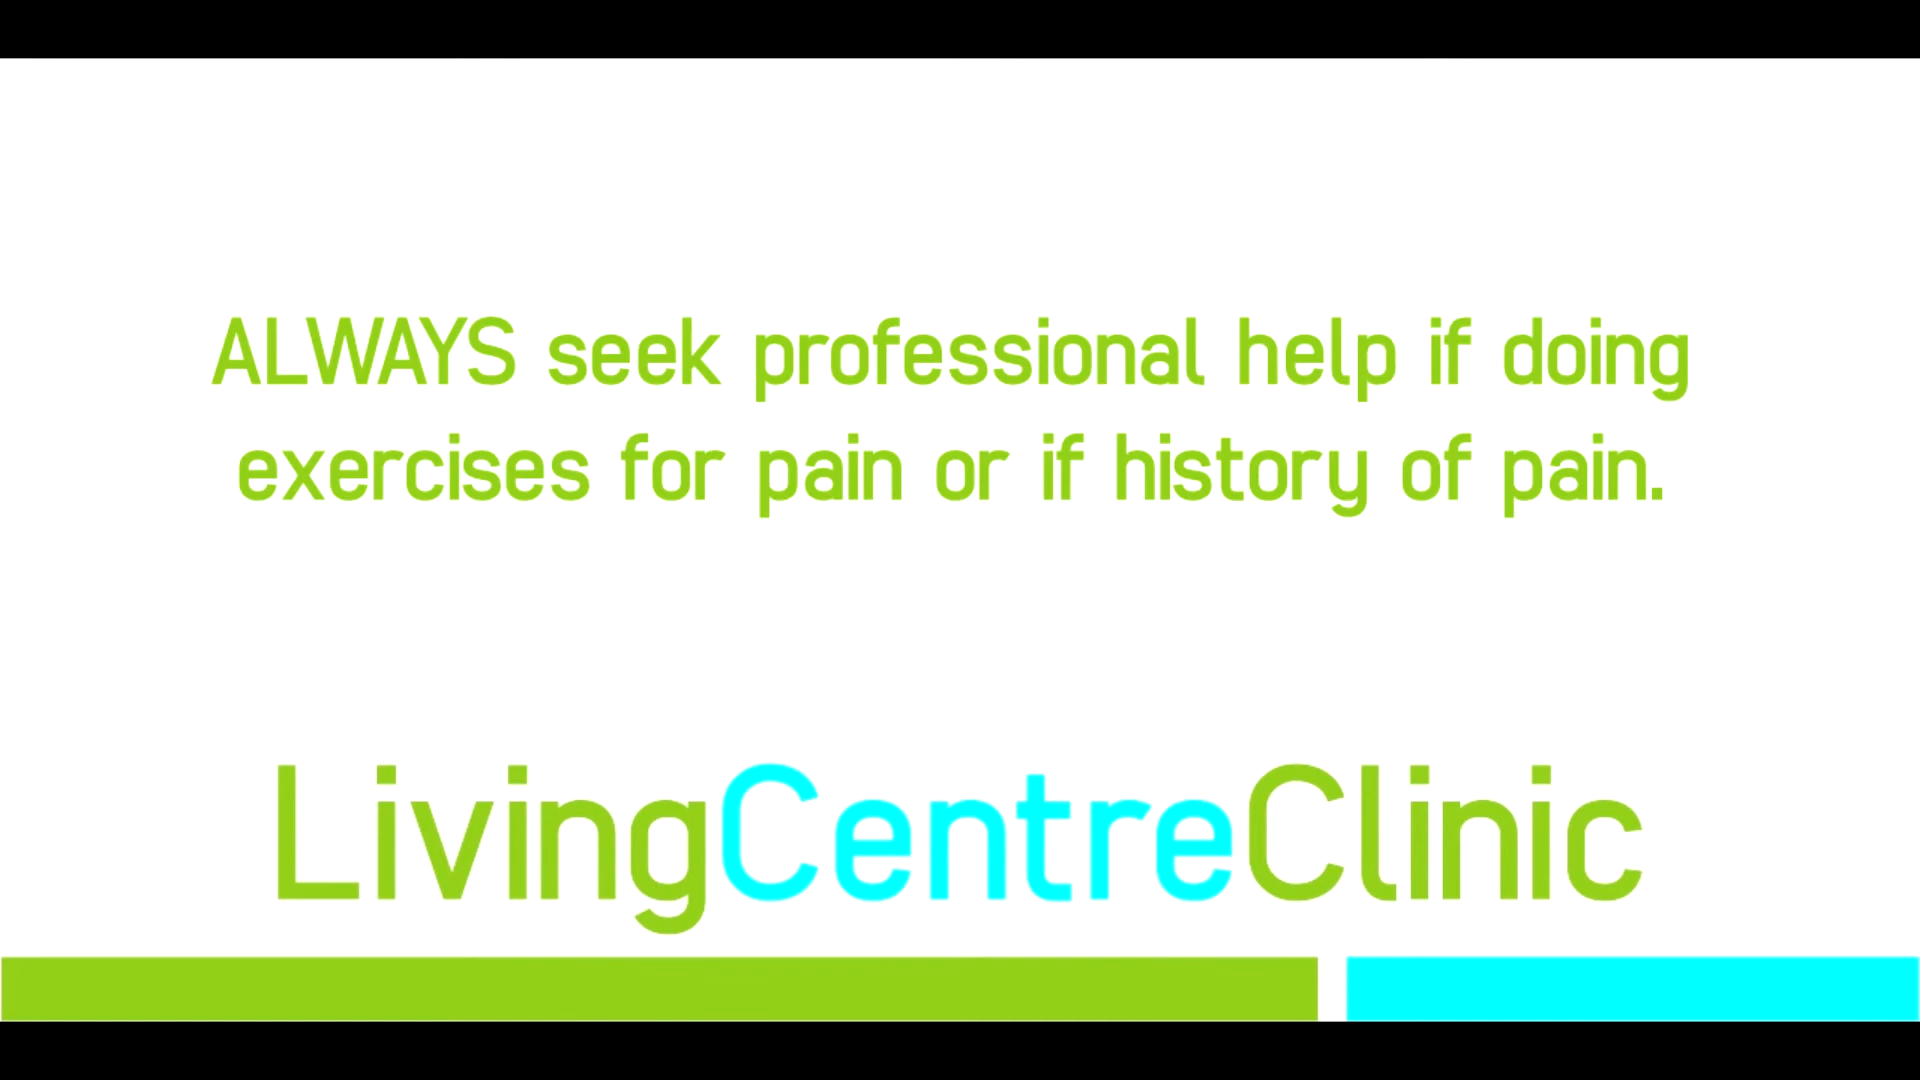 ALWAYS seek professional help if doing
exercises for pain or if history of pain.
LivingCentreClinic